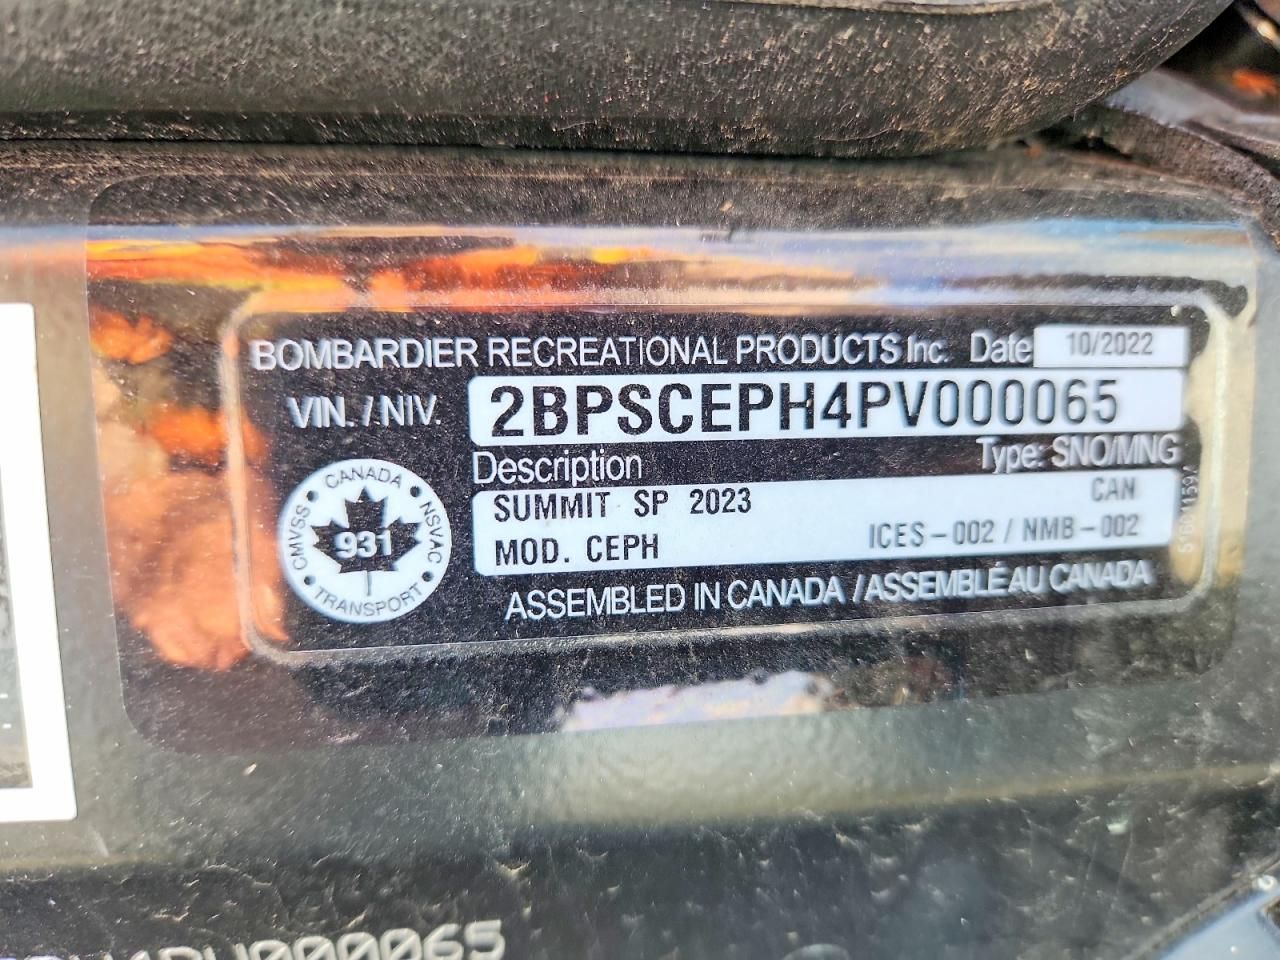 BOMBARDIER RECREATIONAL PRODUCTS Inc. Date 10/2022
VIN. / NIV. 2BPSCEPH4PV000065
Description Type: SNO/MNG
SUMMIT SP 2023 CAN
MOD. CEPH ICES-002 / NMB-002
ASSEMBLED IN CANADA / ASSEMBLÉ AU CANADA
CANADA • NSVAC • TRANSPORT • CMVSS •
931
V000065